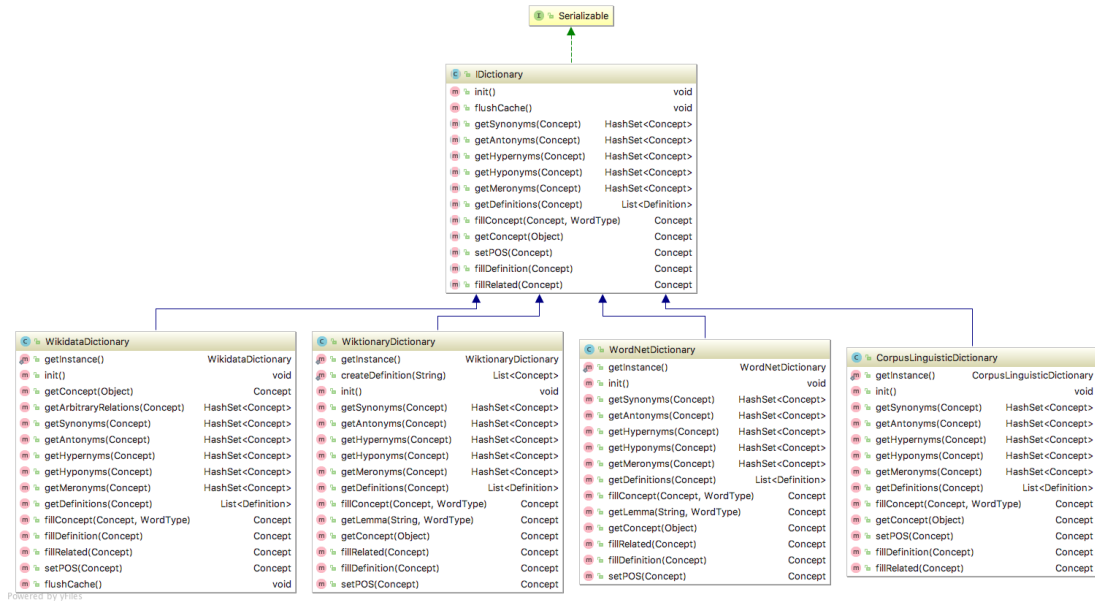 Serializable
IDictionary
init() void
flushCache() void
getSynonyms(Concept) HashSet<Concept>
getAntonyms(Concept) HashSet<Concept>
getHypernyms(Concept) HashSet<Concept>
getHyponyms(Concept) HashSet<Concept>
getMeronyms(Concept) HashSet<Concept>
getDefinitions(Concept) List<Definition>
fillConcept(Concept, WordType) Concept
getConcept(Object) Concept
setPOS(Concept) Concept
fillDefinition(Concept) Concept
fillRelated(Concept) Concept
WikidataDictionary
getInstance() WikidataDictionary
init() void
getConcept(Object) Concept
getArbitraryRelations(Concept) HashSet<Concept>
getSynonyms(Concept) HashSet<Concept>
getAntonyms(Concept) HashSet<Concept>
getHypernyms(Concept) HashSet<Concept>
getHyponyms(Concept) HashSet<Concept>
getMeronyms(Concept) HashSet<Concept>
getDefinitions(Concept) List<Definition>
fillConcept(Concept, WordType) Concept
fillDefinition(Concept) Concept
fillRelated(Concept) Concept
setPOS(Concept) Concept
flushCache() void
WiktionaryDictionary
getInstance() WiktionaryDictionary
createDefinition(String) List<Concept>
init() void
getSynonyms(Concept) HashSet<Concept>
getAntonyms(Concept) HashSet<Concept>
getHypernyms(Concept) HashSet<Concept>
getHyponyms(Concept) HashSet<Concept>
getMeronyms(Concept) HashSet<Concept>
getDefinitions(Concept) List<Definition>
fillConcept(Concept, WordType) Concept
getLemma(String, WordType) Concept
getConcept(Object) Concept
fillRelated(Concept) Concept
fillDefinition(Concept) Concept
setPOS(Concept) Concept
WordNetDictionary
getInstance() WordNetDictionary
init() void
getSynonyms(Concept) HashSet<Concept>
getAntonyms(Concept) HashSet<Concept>
getHypernyms(Concept) HashSet<Concept>
getHyponyms(Concept) HashSet<Concept>
getMeronyms(Concept) HashSet<Concept>
getDefinitions(Concept) List<Definition>
fillConcept(Concept, WordType) Concept
getLemma(String, WordType) Concept
getConcept(Object) Concept
fillRelated(Concept) Concept
fillDefinition(Concept) Concept
setPOS(Concept) Concept
CorpusLinguisticDictionary
getInstance() CorpusLinguisticDictionary
init() void
getSynonyms(Concept) HashSet<Concept>
getAntonyms(Concept) HashSet<Concept>
getHypernyms(Concept) HashSet<Concept>
getHyponyms(Concept) HashSet<Concept>
getMeronyms(Concept) HashSet<Concept>
getDefinitions(Concept) List<Definition>
fillConcept(Concept, WordType) Concept
getConcept(Object) Concept
setPOS(Concept) Concept
fillDefinition(Concept) Concept
fillRelated(Concept) Concept
Powered by yFiles